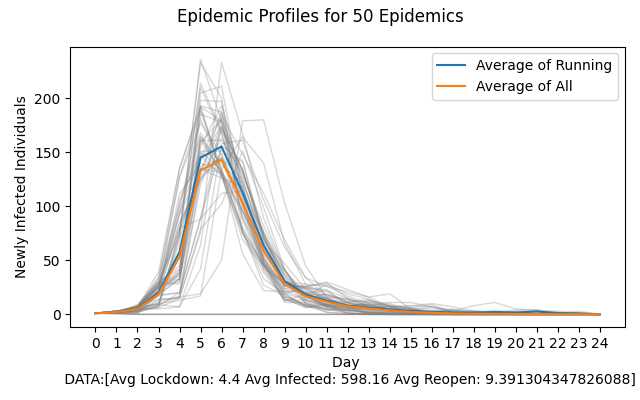 Epidemic Profiles for 50 Epidemics
Average of Running
Average of All
Newly Infected Individuals
200
150
100
50
0
0 1 2 3 4 5 6 7 8 9 10 11 12 13 14 15 16 17 18 19 20 21 22 23 24
Day
DATA:[Avg Lockdown: 4.4 Avg Infected: 598.16 Avg Reopen: 9.391304347826088]